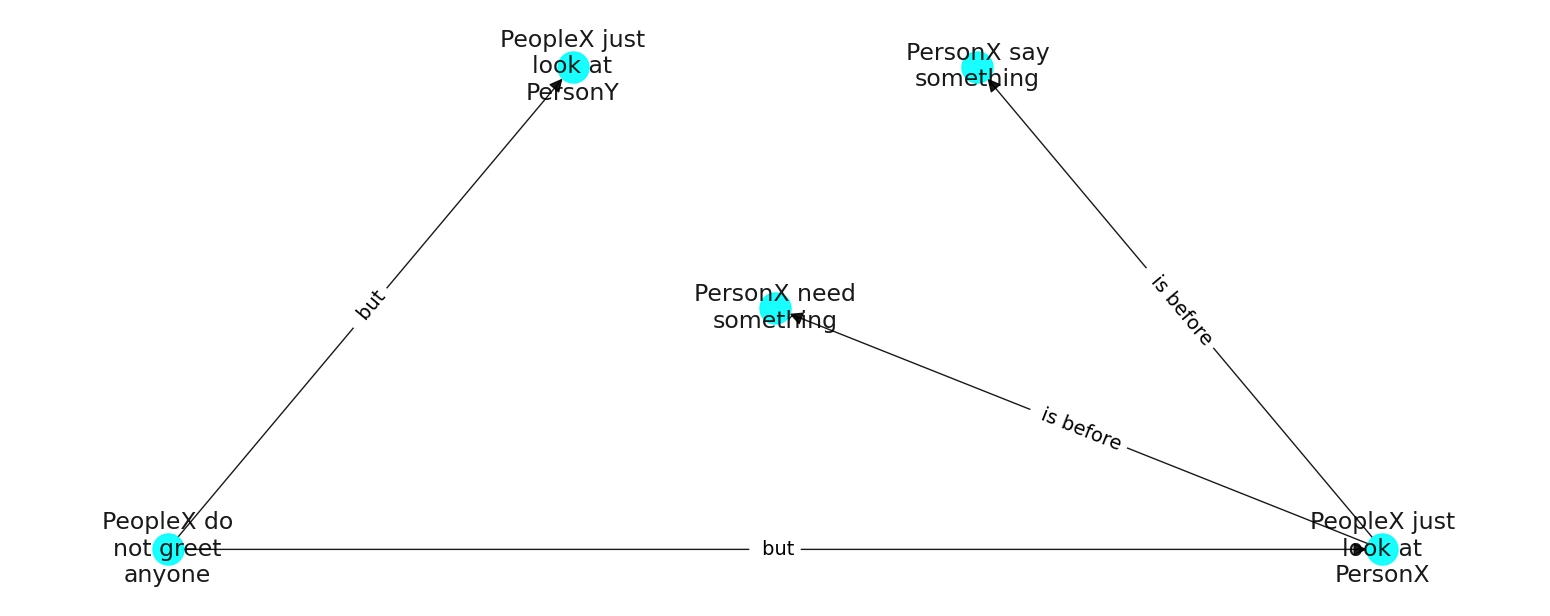 PeopleX just
look at
PersonY
PersonX say
something
but
is before
PersonX need
something
is before
PeopleX do
not greet
anyone
but
PeopleX just
look at
PersonX